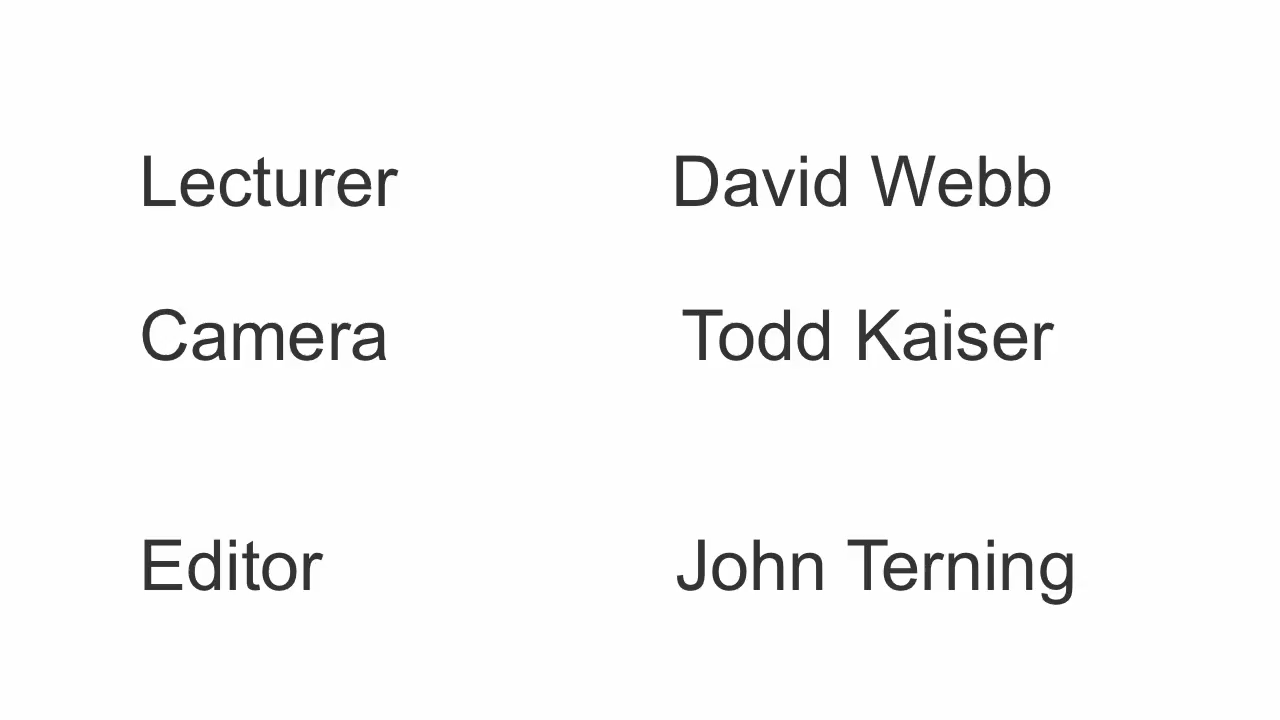 Lecturer David Webb
Camera Todd Kaiser
Editor John Terning